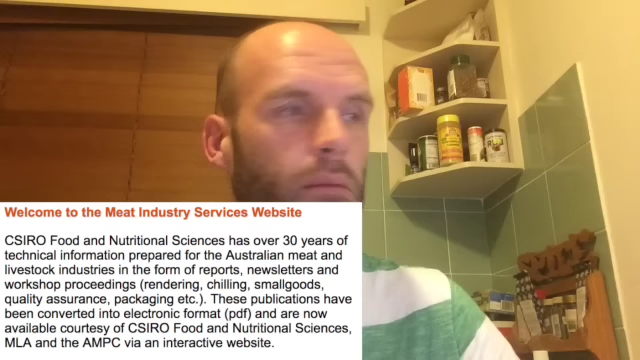 Welcome to the Meat Industry Services Website
CSIRO Food and Nutritional Sciences has over 30 years of
technical information prepared for the Australian meat and
livestock industries in the form of reports, newsletters and
workshop proceedings (rendering, chilling, smallgoods,
quality assurance, packaging etc.). These publications have
been converted into electronic format (pdf) and are now
available courtesy of CSIRO Food and Nutritional Sciences,
MLA and the AMPC via an interactive website.